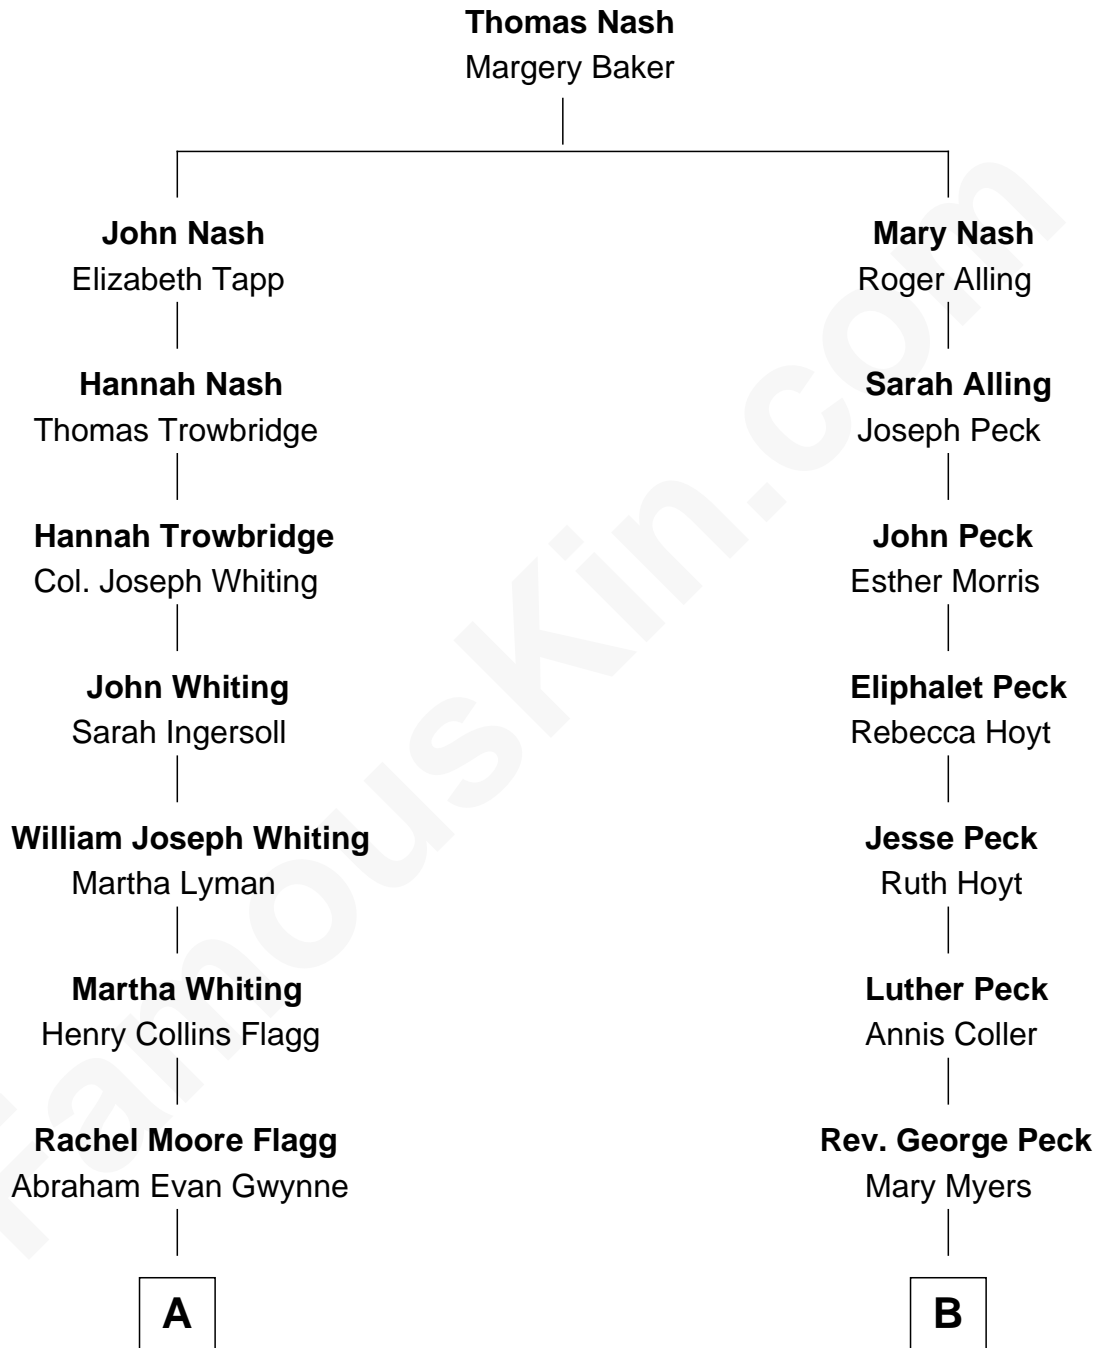 Thomas Nash
Margery Baker
John Nash
Elizabeth Tapp
Mary Nash
Roger Alling
Hannah Nash
Thomas Trowbridge
Sarah Alling
Joseph Peck
Hannah Trowbridge
Col. Joseph Whiting
John Peck
Esther Morris
John Whiting
Sarah Ingersoll
Eliphalet Peck
Rebecca Hoyt
William Joseph Whiting
Martha Lyman
Jesse Peck
Ruth Hoyt
Martha Whiting
Henry Collins Flagg
Luther Peck
Annis Coller
Rachel Moore Flagg
Abraham Evan Gwynne
Rev. George Peck
Mary Myers
A
B
FamousKin.com